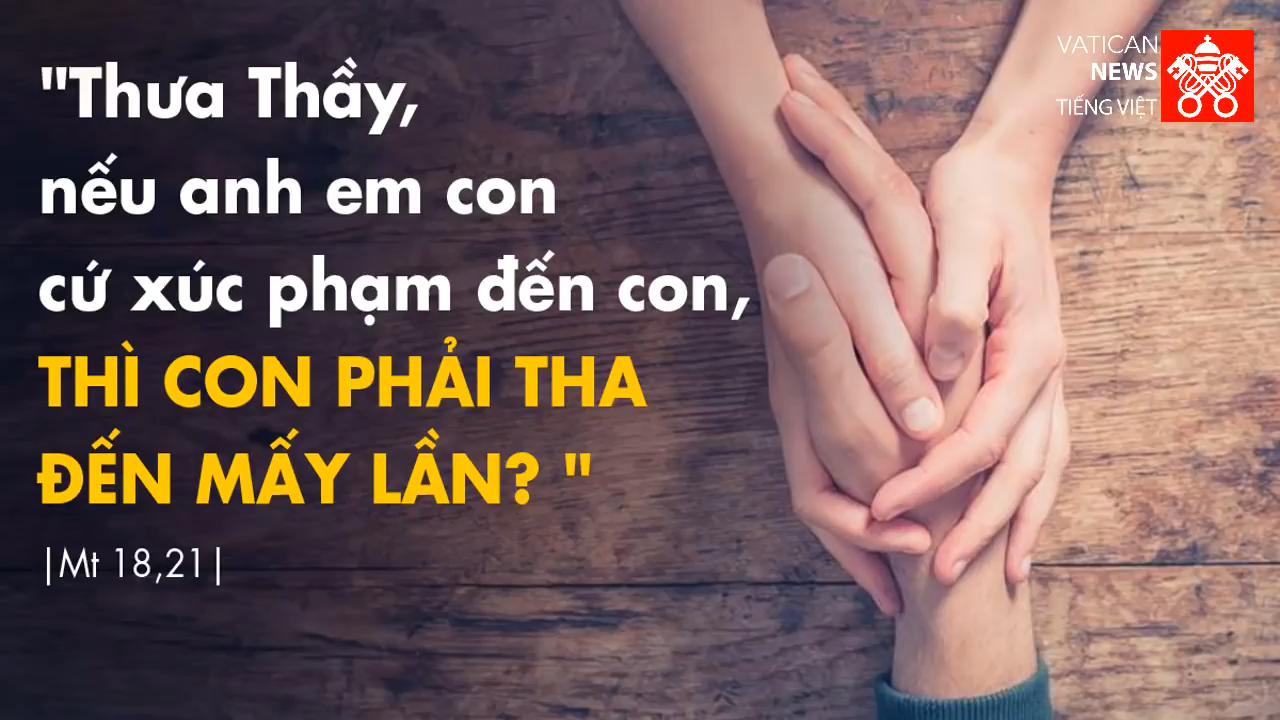 "Thưa Thầy,
nếu anh em con
cứ xúc phạm đến con,
THÌ CON PHẢI THA
ĐẾN MẤY LẦN? "
|Mt 18,21|
VATICAN
NEWS
TIẾNG VIỆT